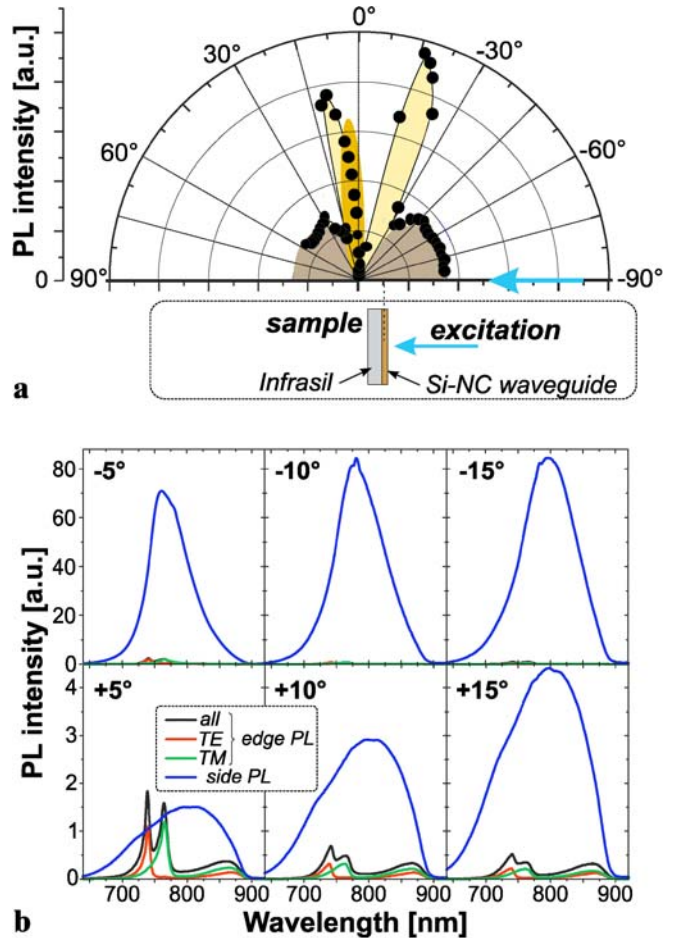 PL intensity [a.u.]
0°
30°
-30°
60°
-60°
0
90°
-90°
sample
excitation
Infrasil
Si-NC waveguide
a
PL intensity [a.u.]
80
60
40
20
0
-5°
-10°
-15°
4
3
2
1
0
+5°
+10°
+15°
all
TE
edge PL
TM
side PL
700 800 900
700 800 900
700 800 900
b
Wavelength [nm]